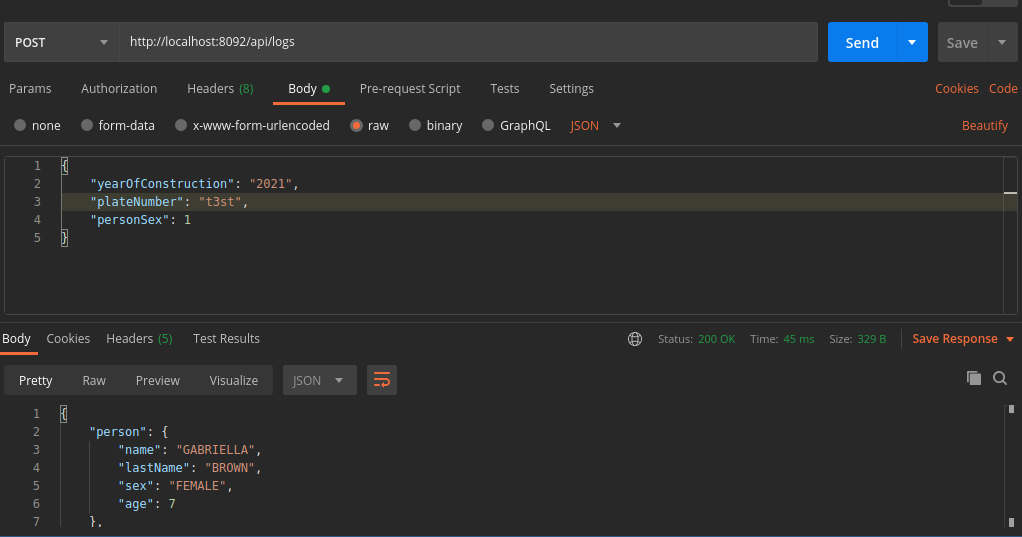 POST http://localhost:8092/api/logs Send Save
Params Authorization Headers (8) Body Pre-request Script Tests Settings Cookies Code
none form-data x-www-form-urlencoded raw binary GraphQL JSON Beautify
1 {
2 "yearOfConstruction": "2021",
3 "plateNumber": "t3st",
4 "personSex": 1
5 }
Body Cookies Headers (5) Test Results Status: 200 OK Time: 45 ms Size: 329 B Save Response
Pretty Raw Preview Visualize JSON
1 {
2 "person": {
3 "name": "GABRIELLA",
4 "lastName": "BROWN",
5 "sex": "FEMALE",
6 "age": 7
7 },